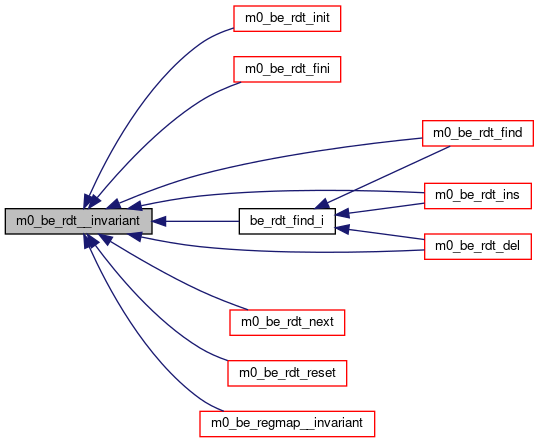 m0_be_rdt_init
m0_be_rdt_fini
m0_be_rdt_find
m0_be_rdt_ins
m0_be_rdt__invariant
be_rdt_find_i
m0_be_rdt_del
m0_be_rdt_next
m0_be_rdt_reset
m0_be_regmap__invariant